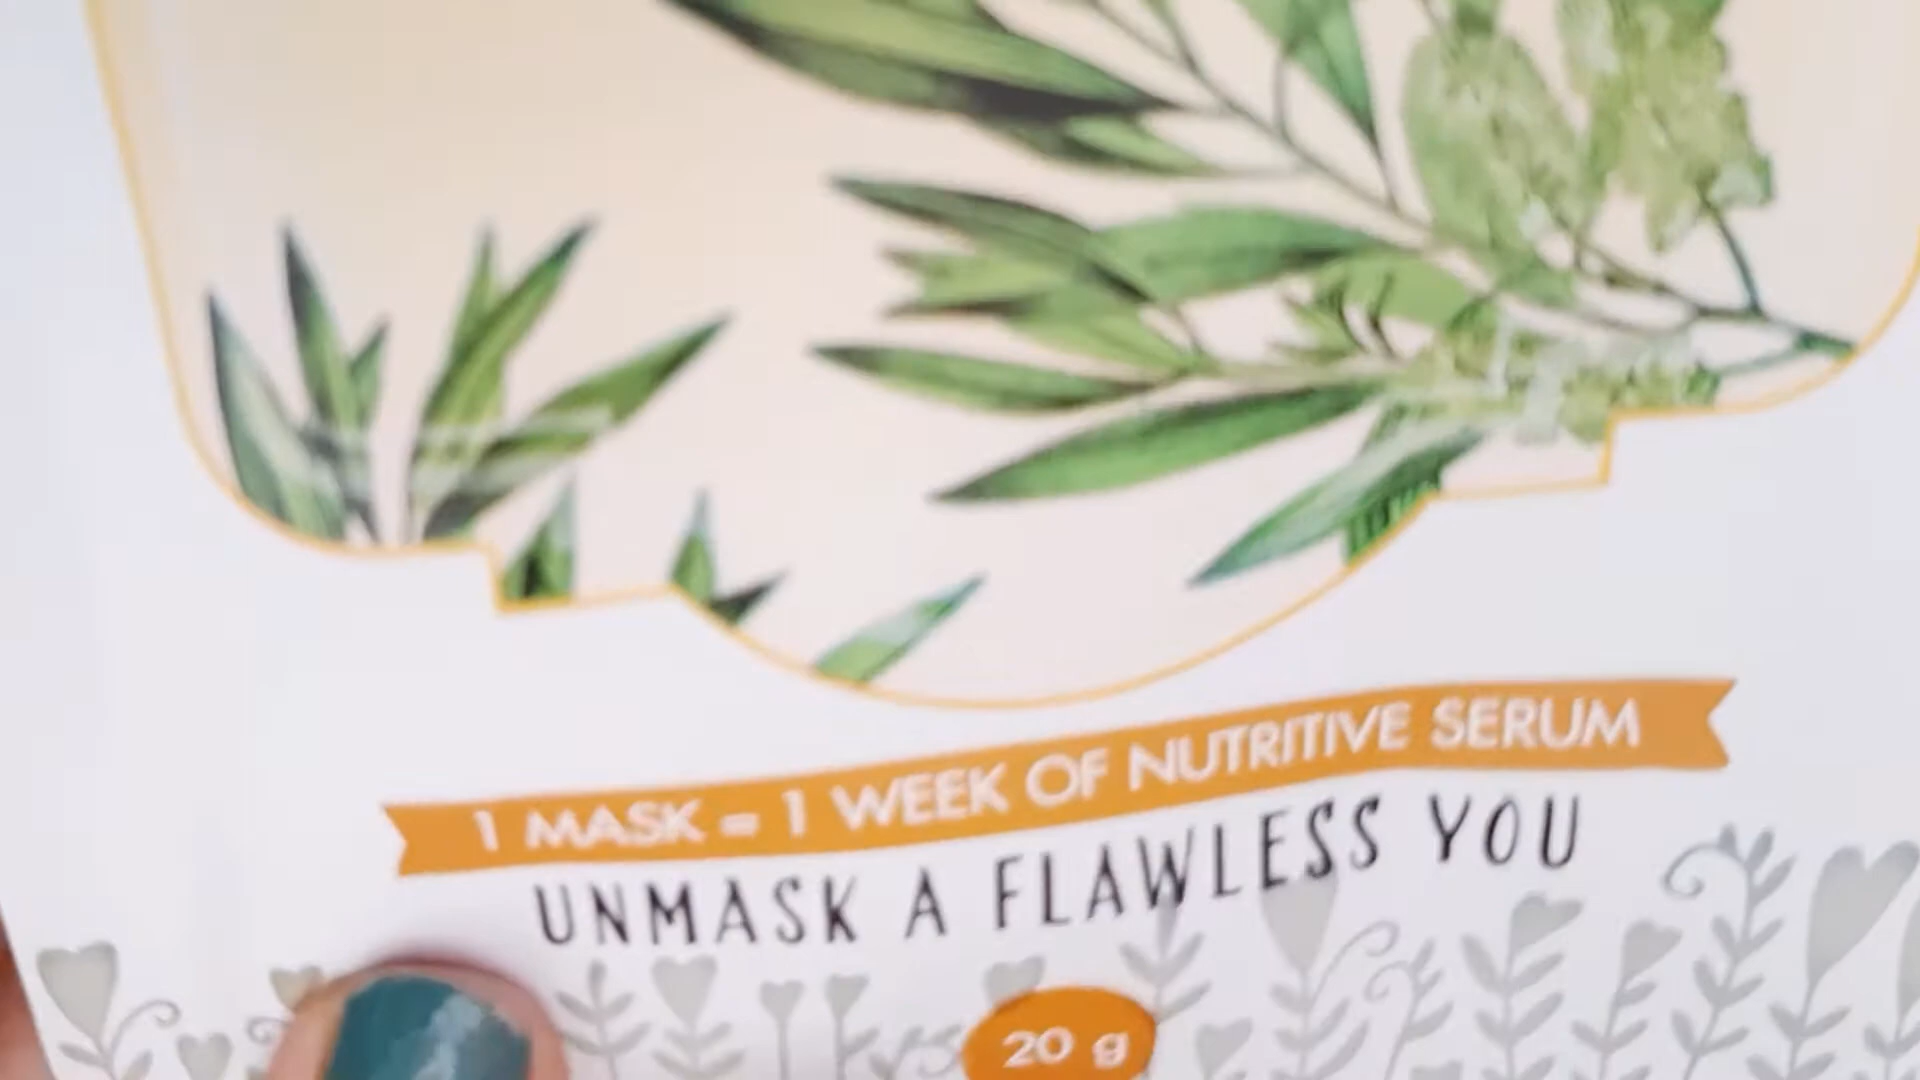 1 MASK = 1 WEEK OF NUTRITIVE SERUM
UNMASK A FLAWLESS YOU
20 g